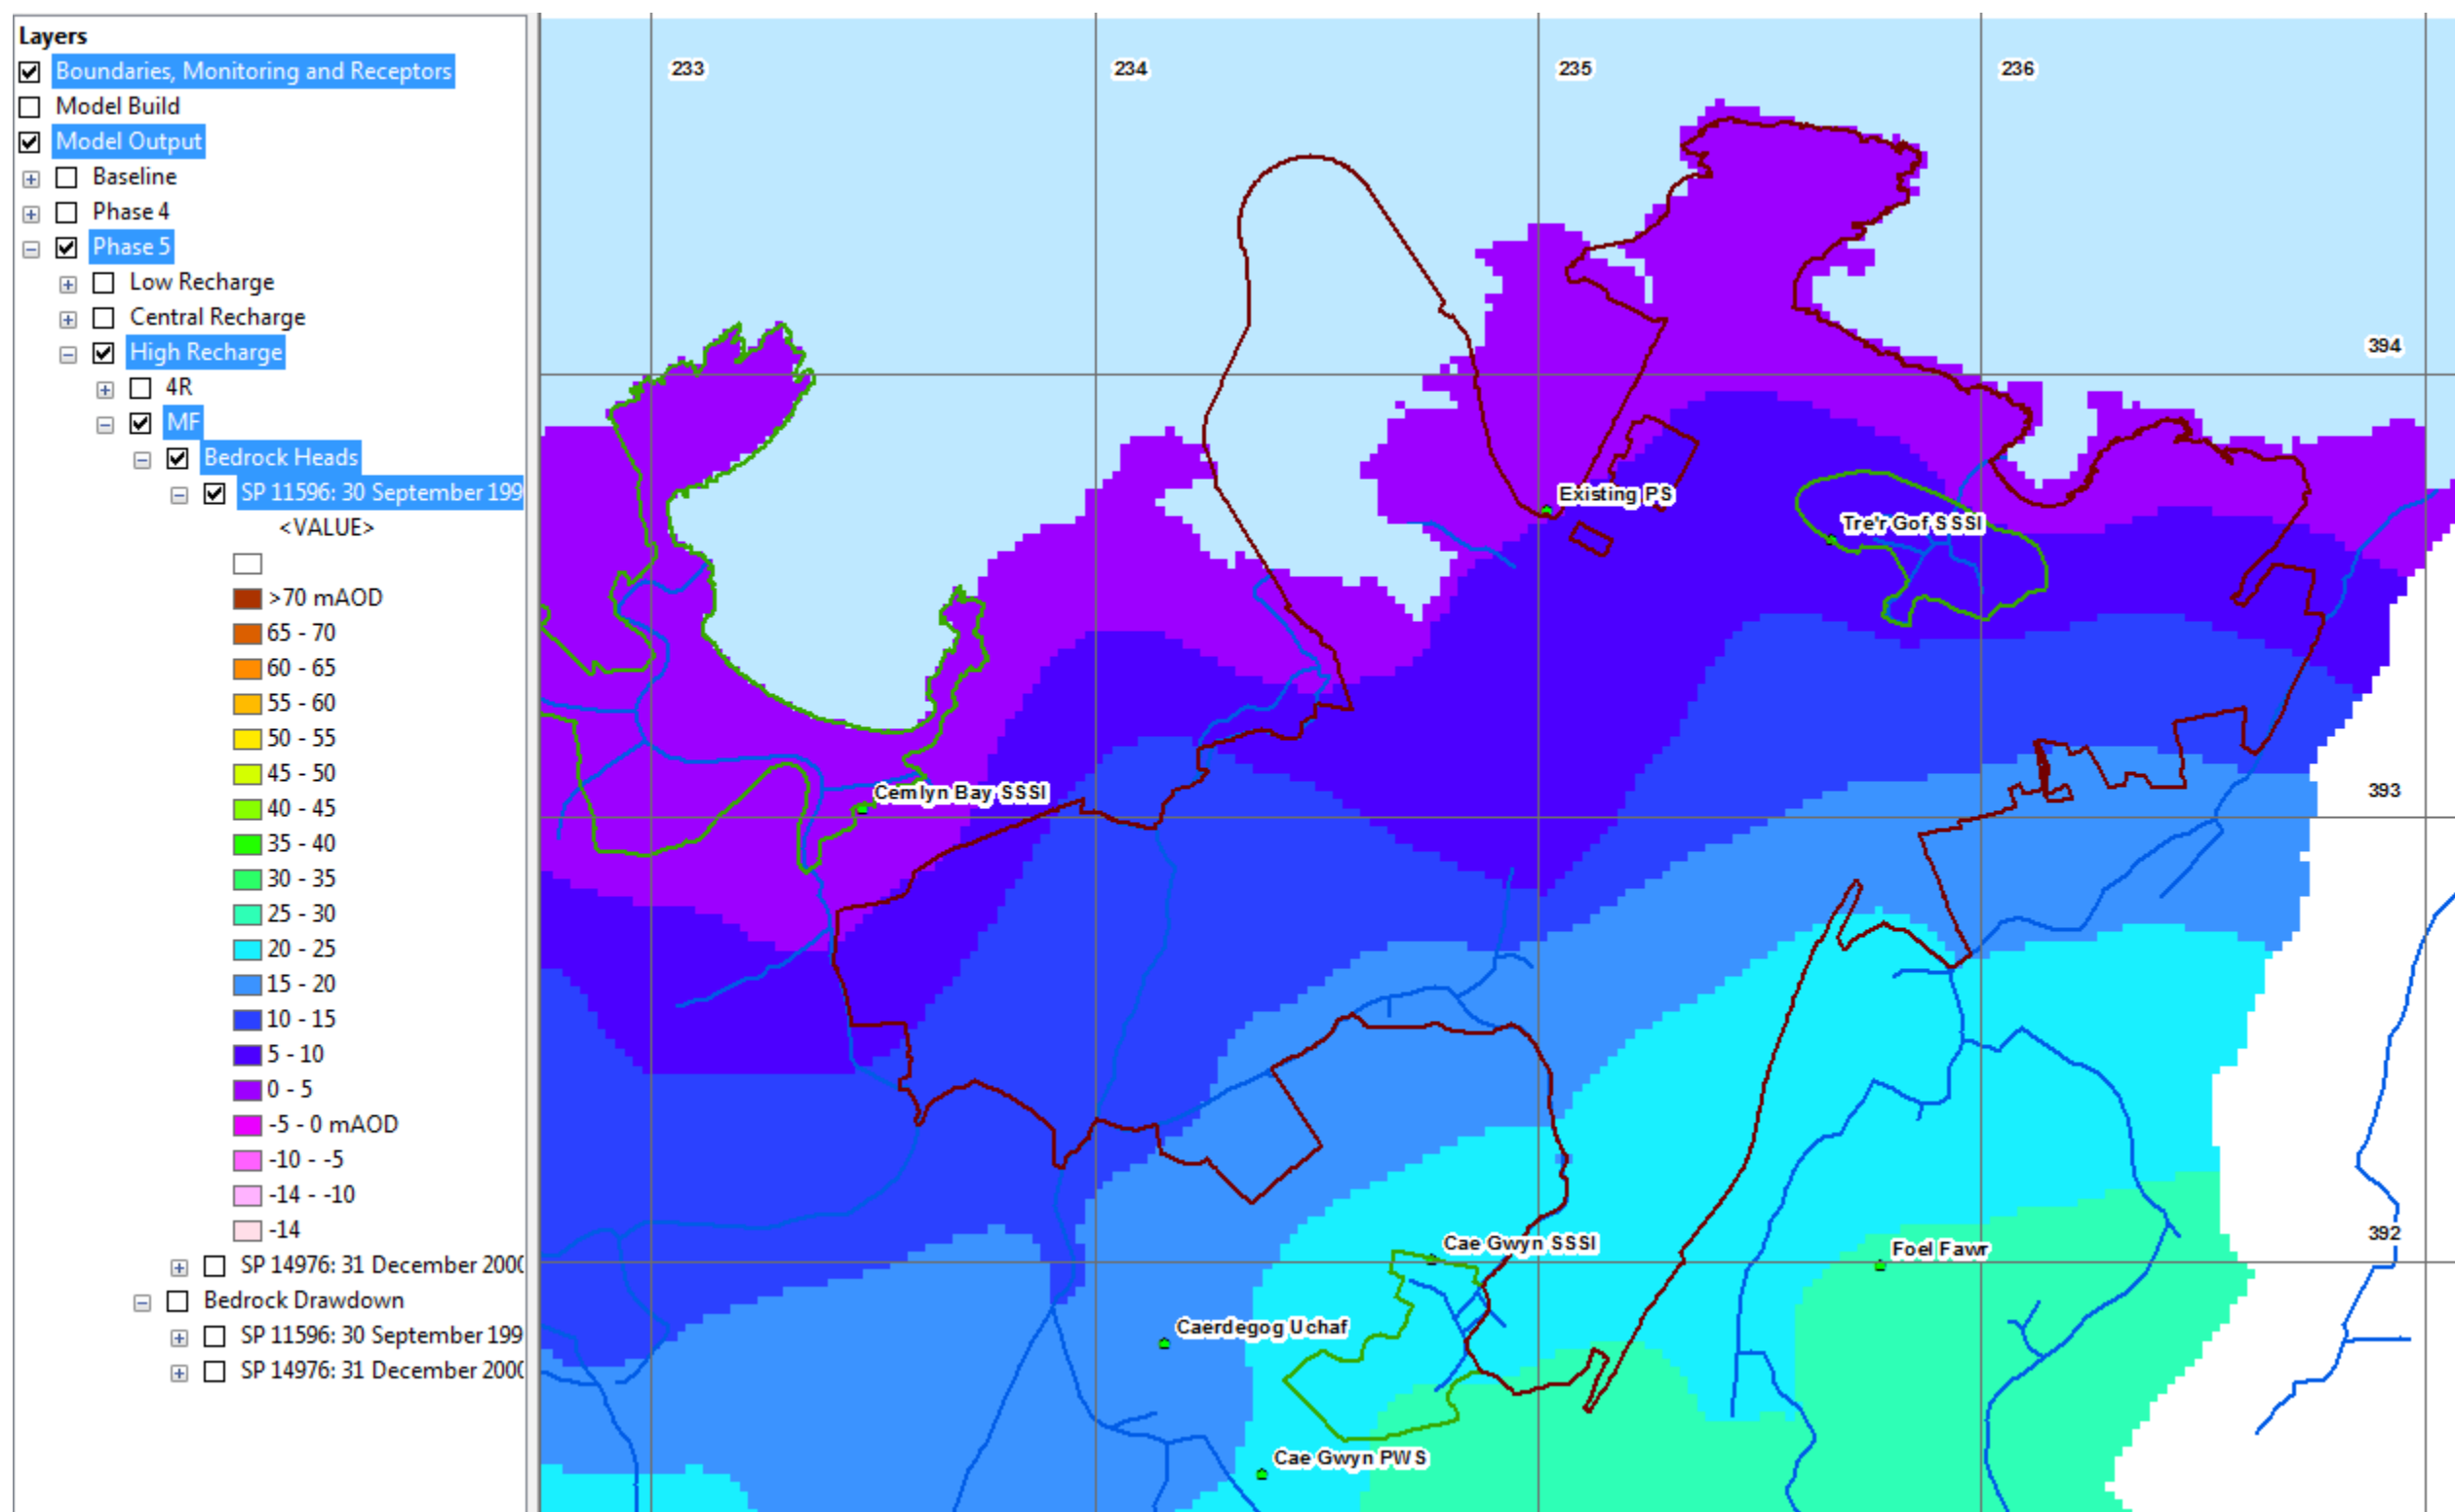 Layers
Boundaries, Monitoring and Receptors
Model Build
Model Output
Baseline
Phase 4
Phase 5
Low Recharge
Central Recharge
High Recharge
4R
MF
Bedrock Heads
SP 11596: 30 September 199
<VALUE>
>70 mAOD
65 - 70
60 - 65
55 - 60
50 - 55
45 - 50
40 - 45
35 - 40
30 - 35
25 - 30
20 - 25
15 - 20
10 - 15
5 - 10
0 - 5
-5 - 0 mAOD
-10 - -5
-14 - -10
-14
SP 14976: 31 December 200
Bedrock Drawdown
SP 11596: 30 September 199
SP 14976: 31 December 200
233
234
235
236
394
Existing PS
Tre'r Gof SSSI
Cemlyn Bay SSSI
393
392
Cae Gwyn SSSI
Foel Fawr
Caerdegog Uchaf
Cae Gwyn PWS